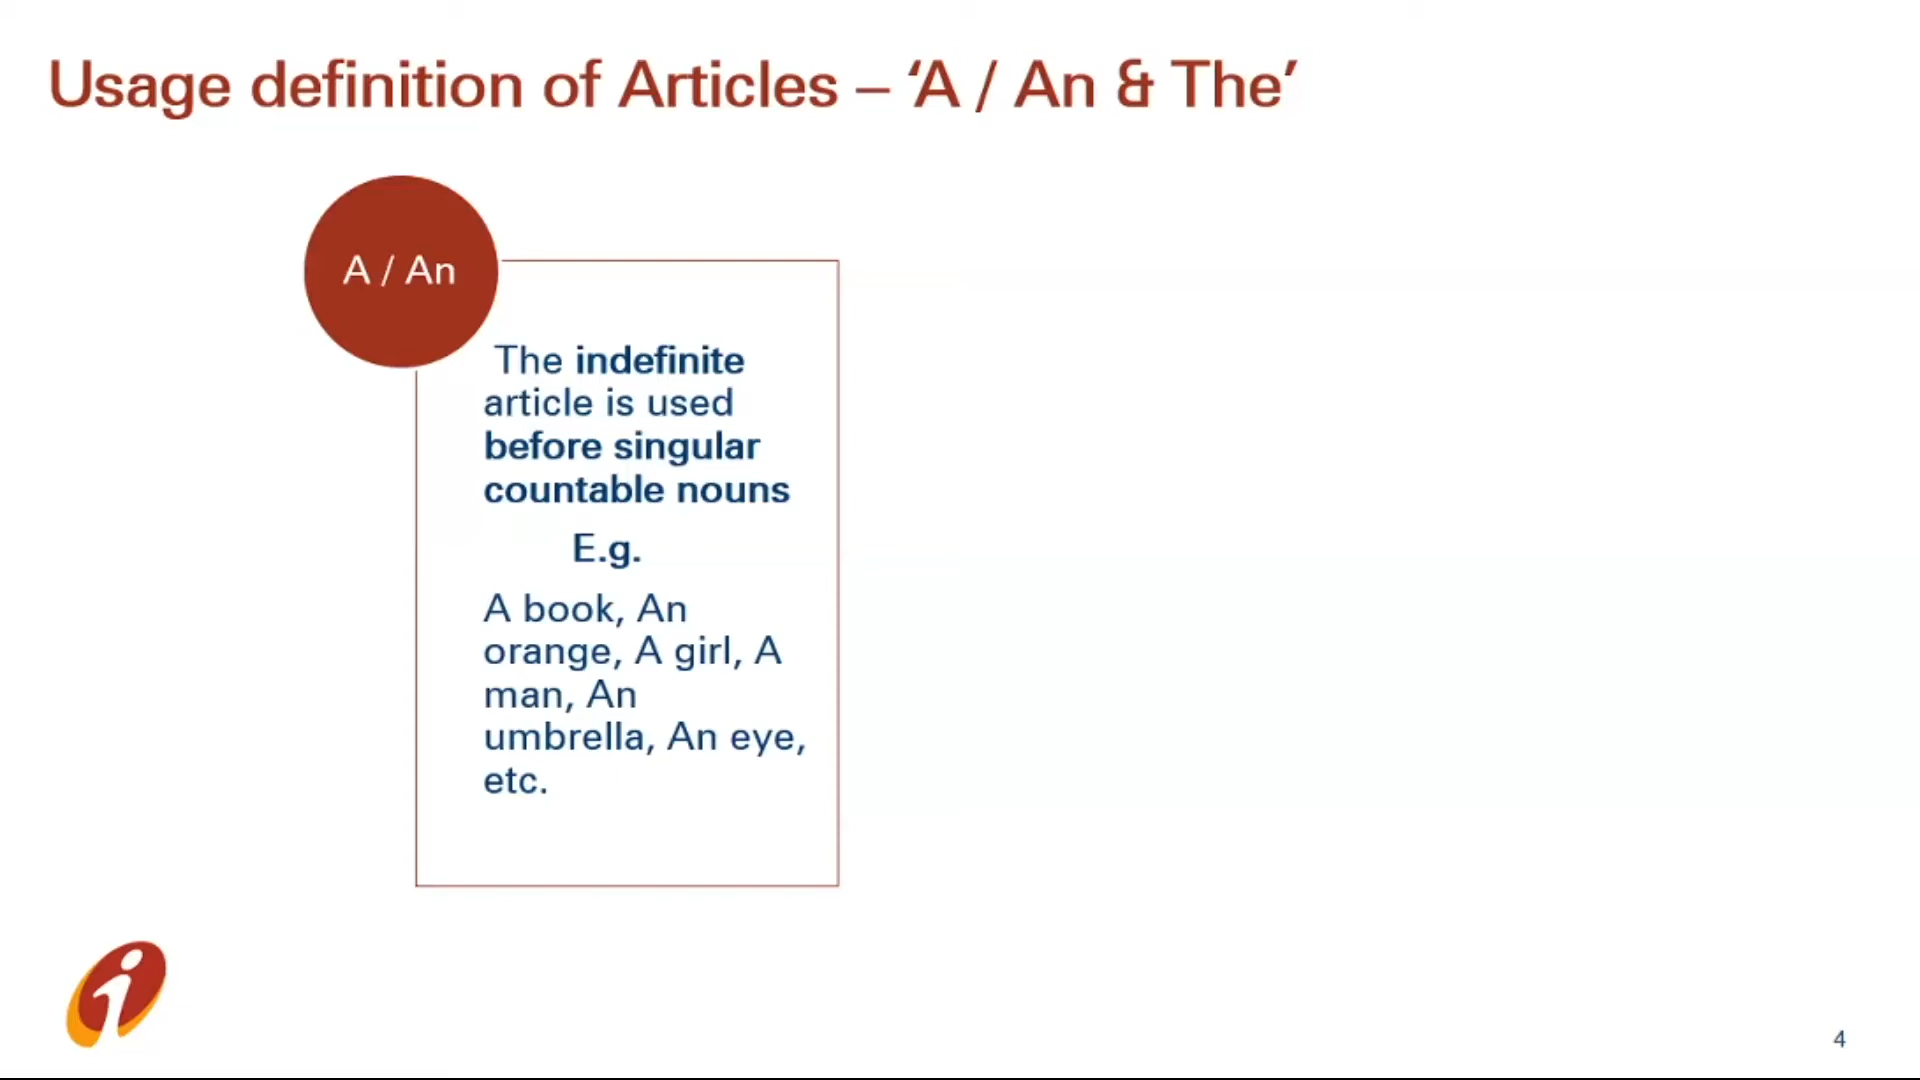 Usage definition of Articles – ‘A / An & The’
A / An
The indefinite
article is used
before singular
countable nouns
E.g.
A book, An
orange, A girl, A
man, An
umbrella, An eye,
etc.
4